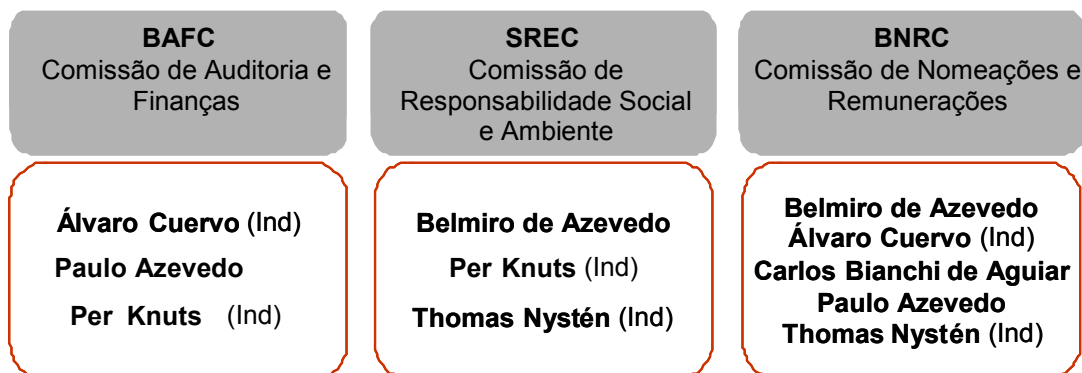 BAFC
Comissão de Auditoria e
Finanças
Álvaro Cuervo (Ind)
Paulo Azevedo
Per Knuts (Ind)
SREC
Comissão de
Responsabilidade Social
e Ambiente
Belmiro de Azevedo
Per Knuts (Ind)
Thomas Nystén (Ind)
BNRC
Comissão de Nomeações e
Remunerações
Belmiro de Azevedo
Álvaro Cuervo (Ind)
Carlos Bianchi de Aguiar
Paulo Azevedo
Thomas Nystén (Ind)